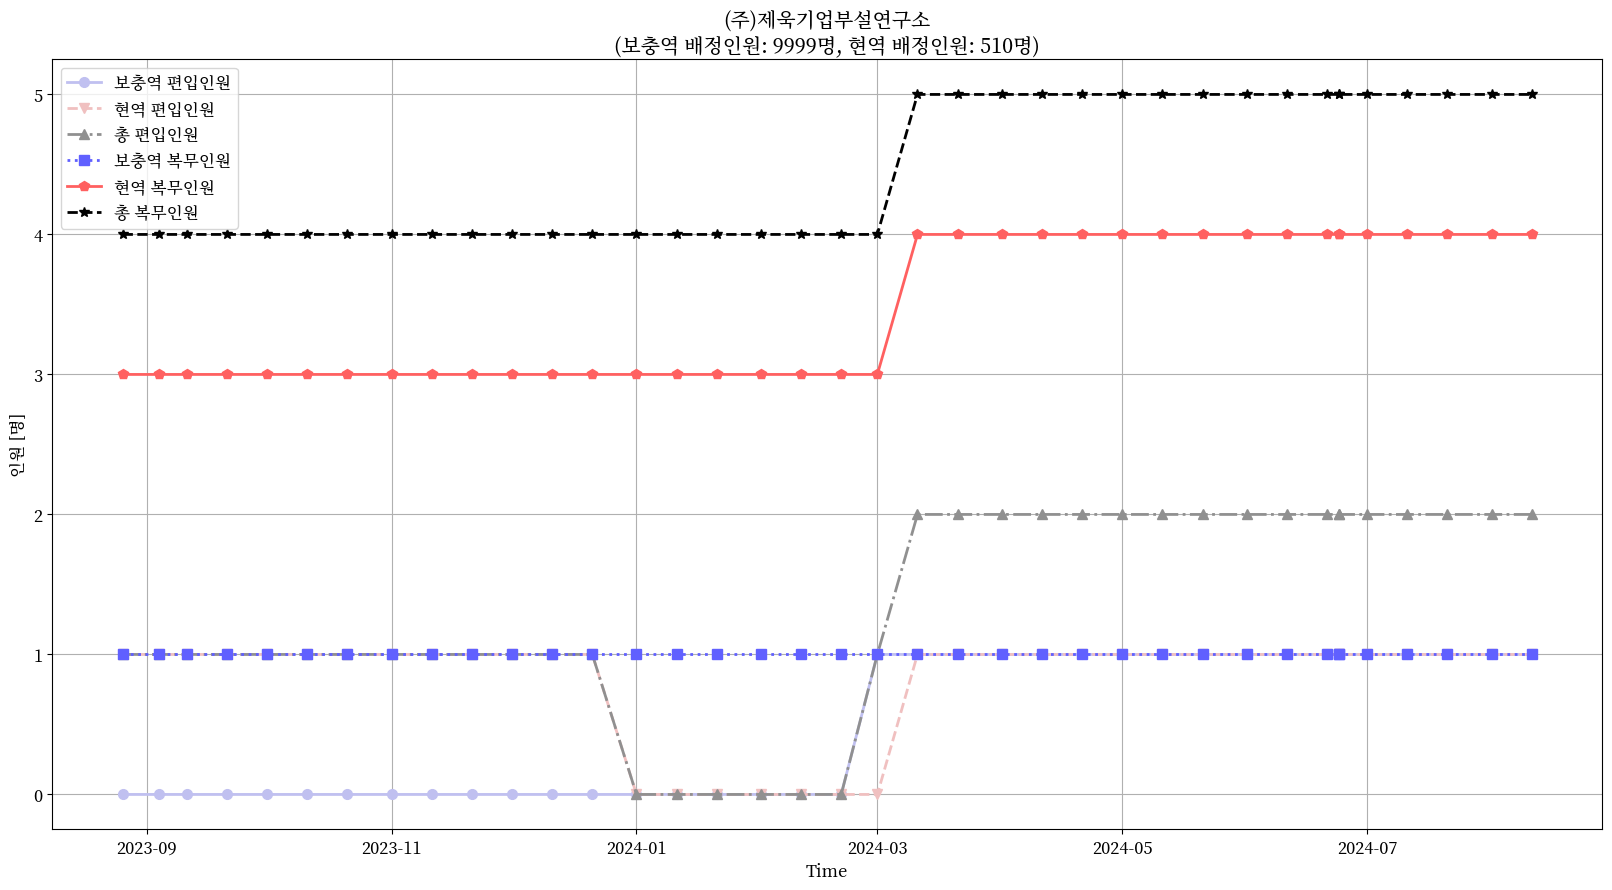 (주)제욱기업부설연구소
(보충역 배정인원: 9999명, 현역 배정인원: 510명)
보충역 편입인원
현역 편입인원
총 편입인원
보충역 복무인원
현역 복무인원
총 복무인원
인원 [명]
5
4
3
2
1
0
2023-09
2023-11
2024-01
2024-03
2024-05
2024-07
Time